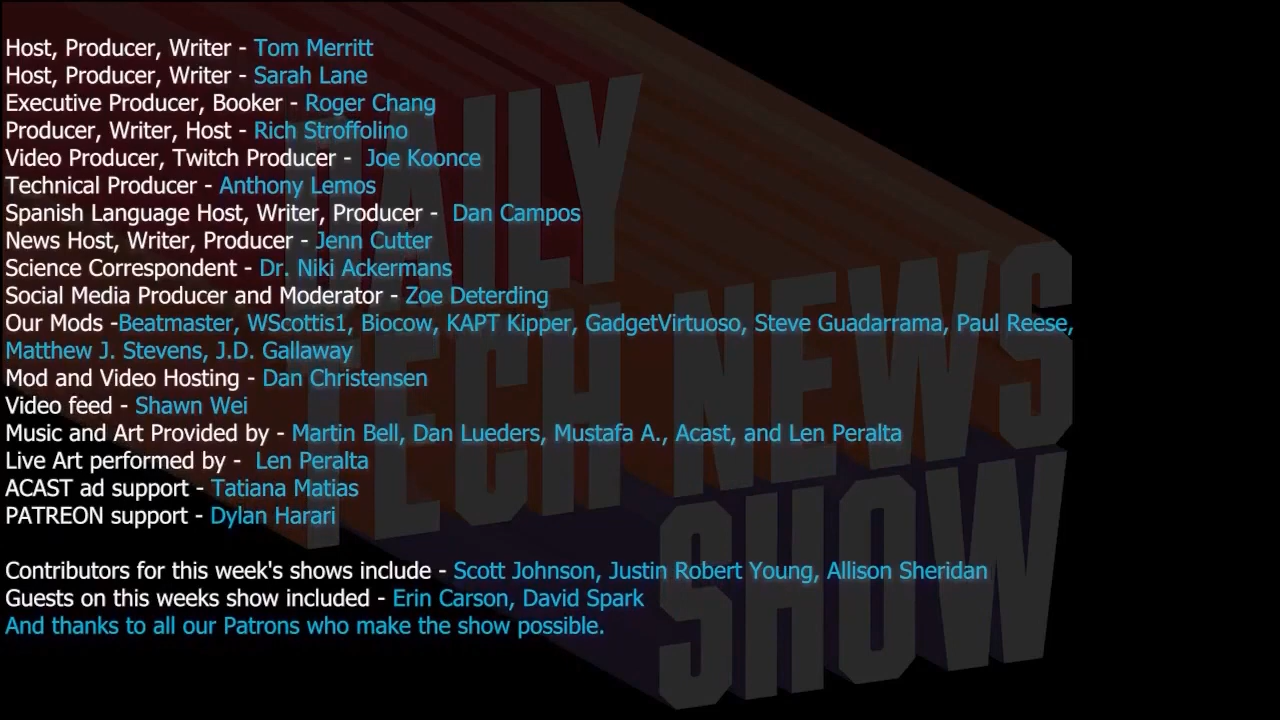 Host, Producer, Writer - Tom Merritt
Host, Producer, Writer - Sarah Lane
Executive Producer, Booker - Roger Chang
Producer, Writer, Host - Rich Stroffolino
Video Producer, Twitch Producer -  Joe Koonce
Technical Producer - Anthony Lemos
Spanish Language Host, Writer, Producer -  Dan Campos
News Host, Writer, Producer - Jenn Cutter
Science Correspondent - Dr. Niki Ackermans
Social Media Producer and Moderator - Zoe Deterding
Our Mods -Beatmaster, WScottis1, Biocow, KAPT Kipper, GadgetVirtuoso, Steve Guadarrama, Paul Reese,
Matthew J. Stevens, J.D. Gallaway
Mod and Video Hosting - Dan Christensen
Video feed - Shawn Wei
Music and Art Provided by - Martin Bell, Dan Lueders, Mustafa A., Acast, and Len Peralta
Live Art performed by -  Len Peralta
ACAST ad support - Tatiana Matias
PATREON support - Dylan Harari
Contributors for this week's shows include - Scott Johnson, Justin Robert Young, Allison Sheridan
Guests on this weeks show included - Erin Carson, David Spark
And thanks to all our Patrons who make the show possible.
DAILY
TECH NEWS
SHOW